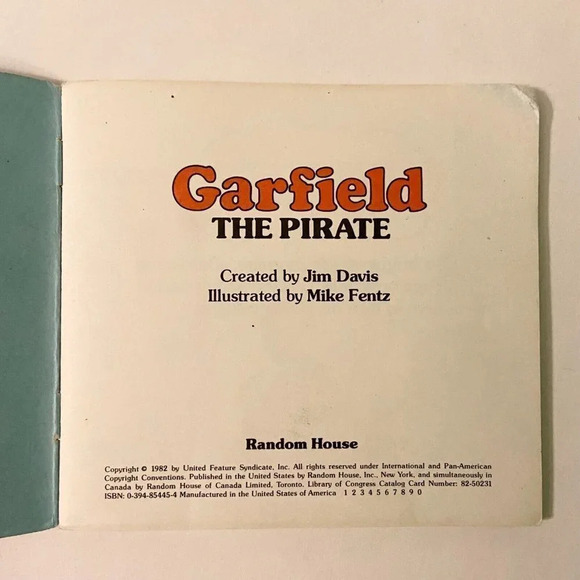 Garfield
THE PIRATE
Created by Jim Davis
Illustrated by Mike Fentz
Random House
Copyright © 1982 by United Feature Syndicate, Inc. All rights reserved under International and Pan-American
Copyright Conventions. Published in the United States by Random House, Inc., New York, and simultaneously in
Canada by Random House of Canada Limited, Toronto. Library of Congress Catalog Card Number: 82-50231
ISBN: 0-394-85445-4 Manufactured in the United States of America 1 2 3 4 5 6 7 8 9 0